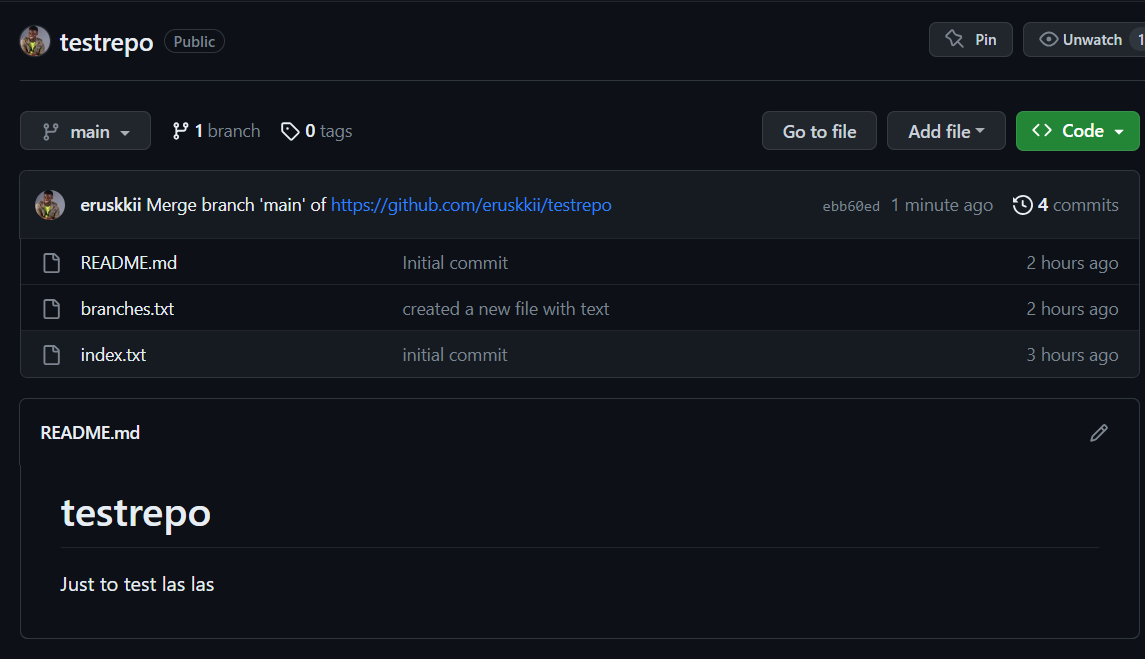 testrepo Public Pin Unwatch 1
main 1 branch 0 tags Go to file Add file Code
eruskkii Merge branch 'main' of https://github.com/eruskkii/testrepo ebb60ed 1 minute ago 4 commits
README.md Initial commit 2 hours ago
branches.txt created a new file with text 2 hours ago
index.txt initial commit 3 hours ago
README.md
testrepo
Just to test las las